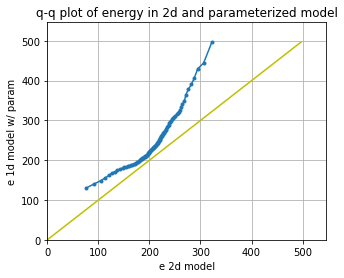 q-q plot of energy in 2d and parameterized model
500
400
300
200
100
0
e 1d model w/ param
0 100 200 300 400 500
e 2d model